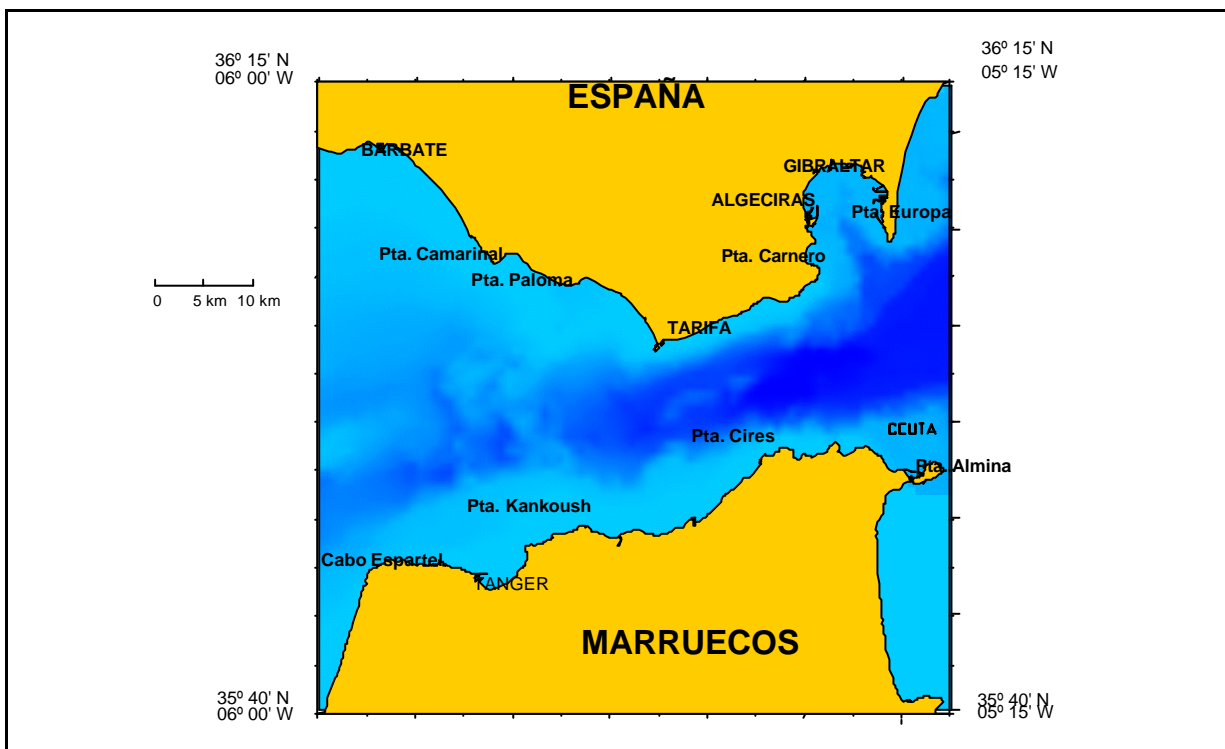 36º 15' N
06º 00' W
36º 15' N
05º 15' W
ESPAÑA
BARBATE
GIBRALTAR
ALGECIRAS
Pta. Europa
Pta. Camarinal
Pta. Carnero
Pta. Paloma
0 5 km 10 km
TARIFA
CCUTA
Pta. Cires
Pta. Almina
Pta. Kankoush
Cabo Espartel
TANGER
MARRUECOS
35º 40' N
06º 00' W
35º 40' N
05º 15' W